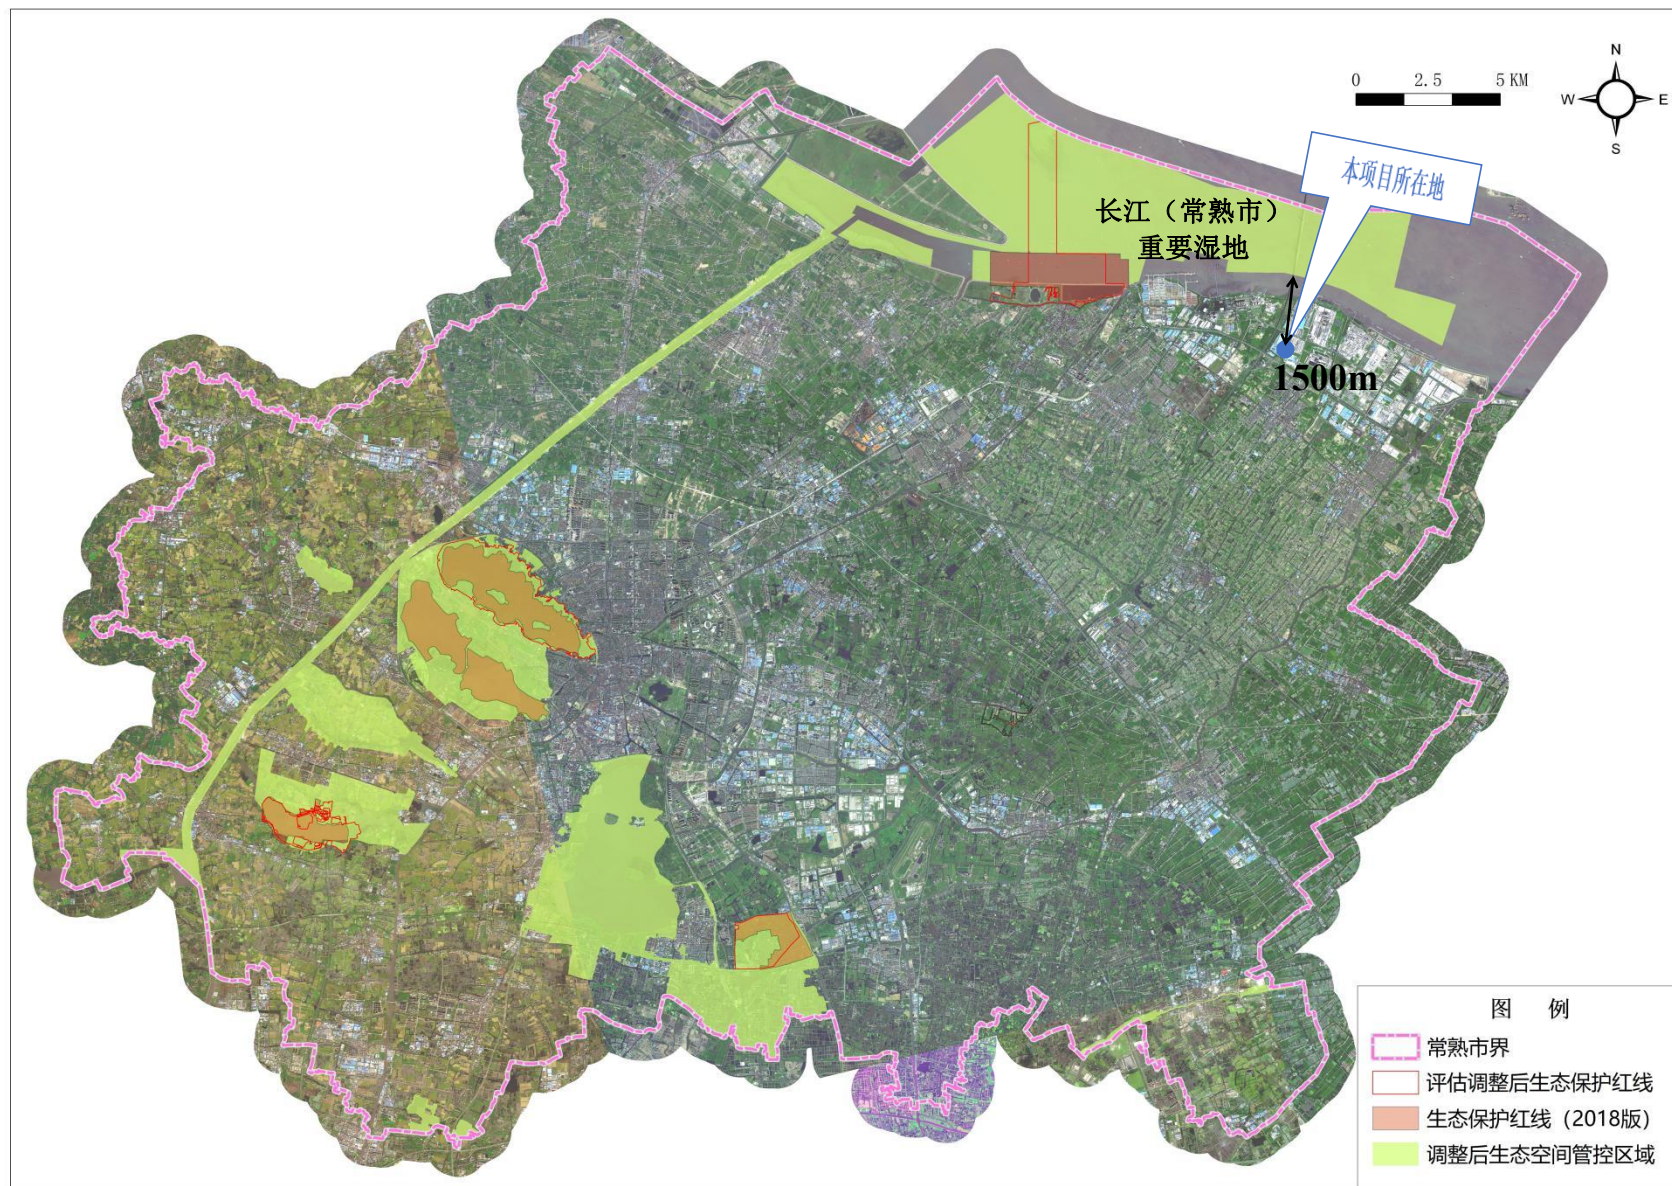 N
0 2.5 5 KM
W E
S
本项目所在地
长江（常熟市）
重要湿地
1500m
图 例
常熟市界
评估调整后生态保护红线
生态保护红线（2018版）
调整后生态空间管控区域